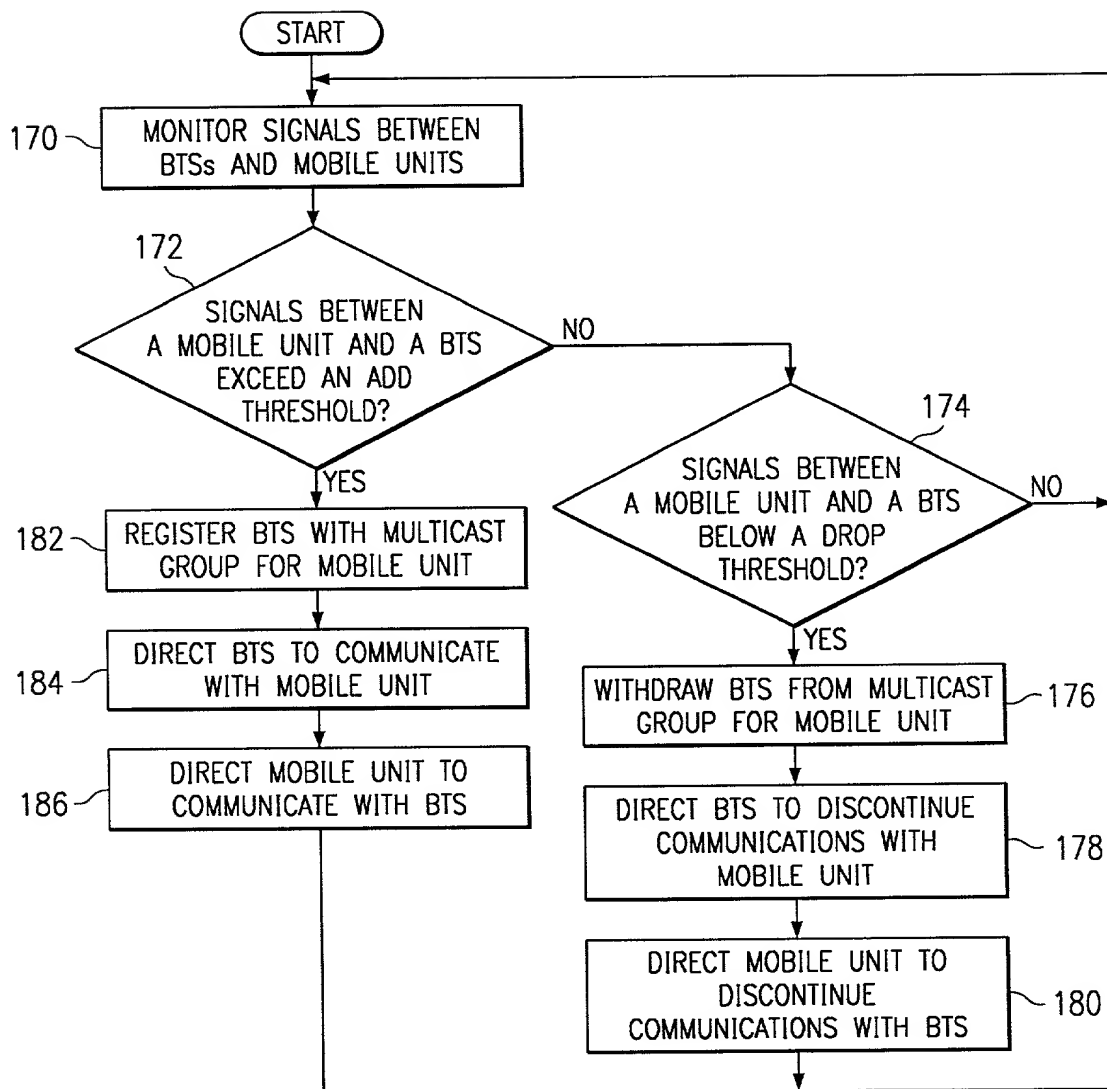 START
170
MONITOR SIGNALS BETWEEN
BTSs AND MOBILE UNITS
172
SIGNALS BETWEEN
A MOBILE UNIT AND A BTS
EXCEED AN ADD
THRESHOLD?
NO
YES
174
SIGNALS BETWEEN
A MOBILE UNIT AND A BTS
BELOW A DROP
THRESHOLD?
NO
YES
182
REGISTER BTS WITH MULTICAST
GROUP FOR MOBILE UNIT
184
DIRECT BTS TO COMMUNICATE
WITH MOBILE UNIT
186
DIRECT MOBILE UNIT TO
COMMUNICATE WITH BTS
WITHDRAW BTS FROM MULTICAST
GROUP FOR MOBILE UNIT
176
DIRECT BTS TO DISCONTINUE
COMMUNICATIONS WITH
MOBILE UNIT
178
DIRECT MOBILE UNIT TO
DISCONTINUE
COMMUNICATIONS WITH BTS
180